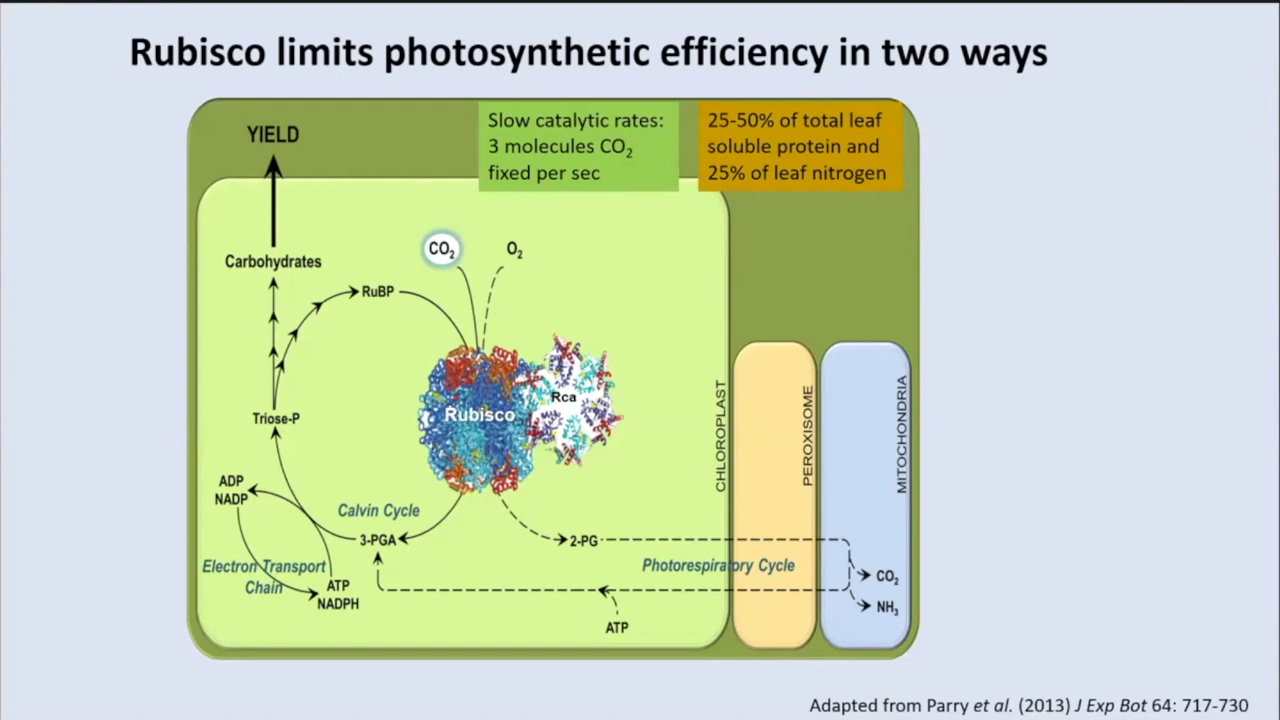 Rubisco limits photosynthetic efficiency in two ways
YIELD
Slow catalytic rates:
3 molecules CO₂
fixed per sec
25-50% of total leaf
soluble protein and
25% of leaf nitrogen
CO₂
O₂
Carbohydrates
RuBP
Rubisco
Rca
Triose-P
ADP
NADP
Calvin Cycle
3-PGA
2-PG
Electron Transport
Chain
ATP
NADPH
Photorespiratory Cycle
ATP
CO₂
NH₃
CHLOROPLAST
PEROXISOME
MITOCHONDRIA
Adapted from Parry et al. (2013) J Exp Bot 64: 717-730